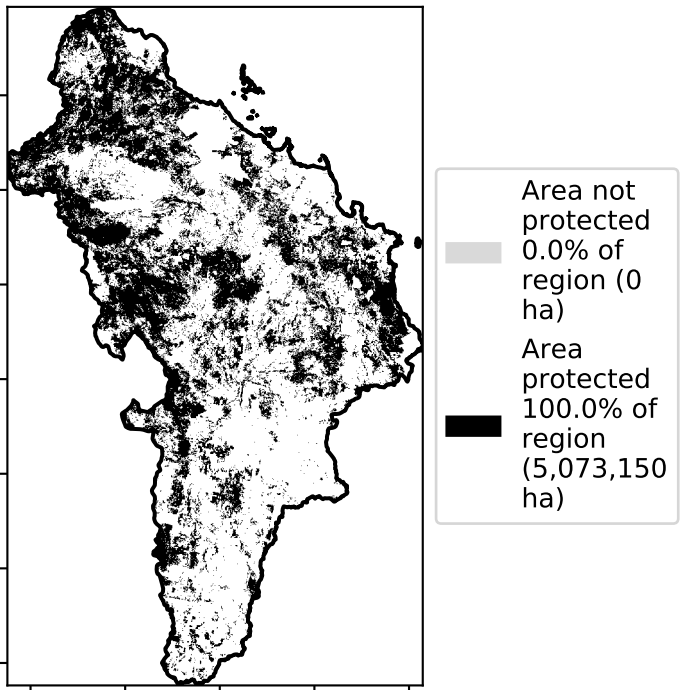 Area not
protected
0.0% of
region (0
ha)
Area
protected
100.0% of
region
(5,073,150
ha)